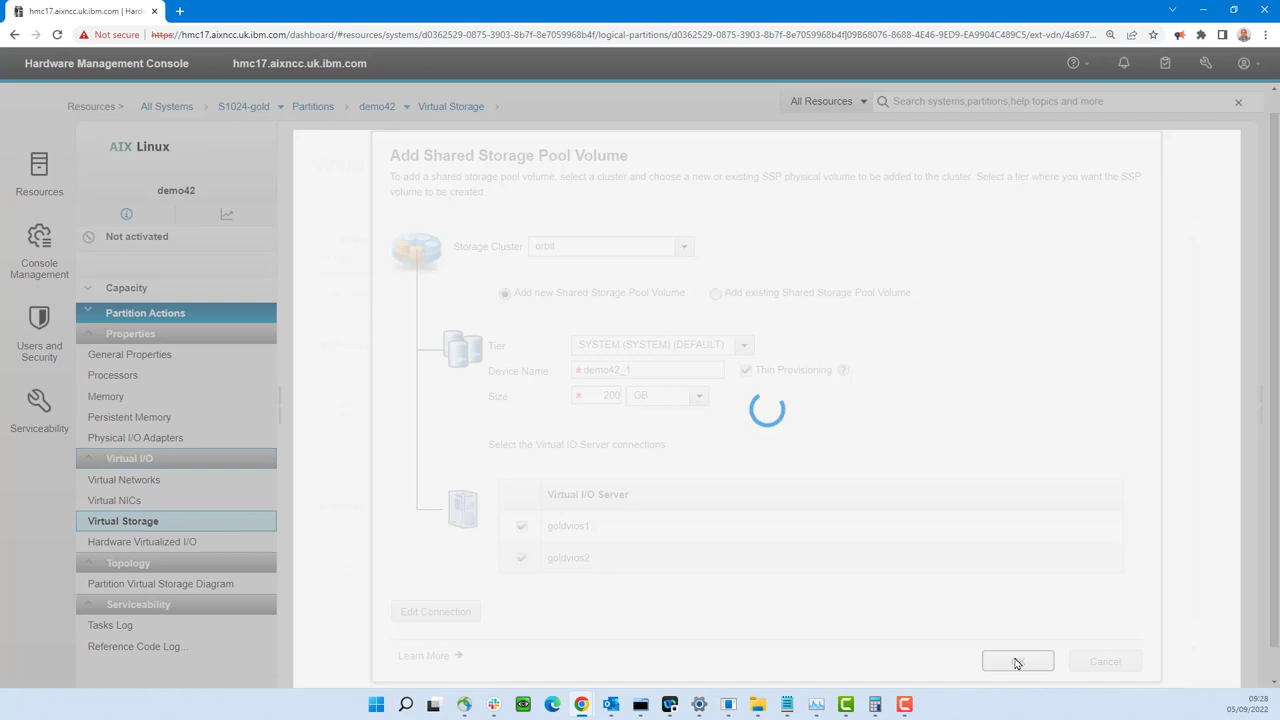 hmc17.aixncc.uk.ibm.com | Hard
Not secure
https://hmc17.aixncc.uk.ibm.com/dashboard/#resources/systems/d0362529-0875-3903-8b7f-8e7059968b4f/logical-partitions/d0362529-0875-3903-8b7f-8e7059968b4f|09B68076-8688-4E46-9ED9-EA9904C489C5/ext-vdn/4a697...
Hardware Management Console
hmc17.aixncc.uk.ibm.com
Resources >
All Systems
S1024-gold
Partitions
demo42
Virtual Storage
All Resources
Search systems,partitions,help topics and more
Resources
Console
Management
Users and
Security
Serviceability
AIX Linux
demo42
Not activated
Capacity
Partition Actions
Properties
General Properties
Processors
Memory
Persistent Memory
Physical I/O Adapters
Virtual I/O
Virtual Networks
Virtual NICs
Virtual Storage
Hardware Virtualized I/O
Topology
Partition Virtual Storage Diagram
Serviceability
Tasks Log
Reference Code Log...
Add Shared Storage Pool Volume
To add a shared storage pool volume, select a cluster and choose a new or existing SSP physical volume to be added to the cluster. Select a tier where you want the SSP
volume to be created.
Storage Cluster orbit
Add new Shared Storage Pool Volume
Add existing Shared Storage Pool Volume
Tier SYSTEM (SYSTEM) (DEFAULT)
Device Name: *demo42_1
Thin Provisioning
Size * 200 GB
Select the Virtual IO Server connections
Virtual I/O Server
goldvios1
goldvios2
Edit Connection
Learn More
Cancel
09:28
05/09/2022